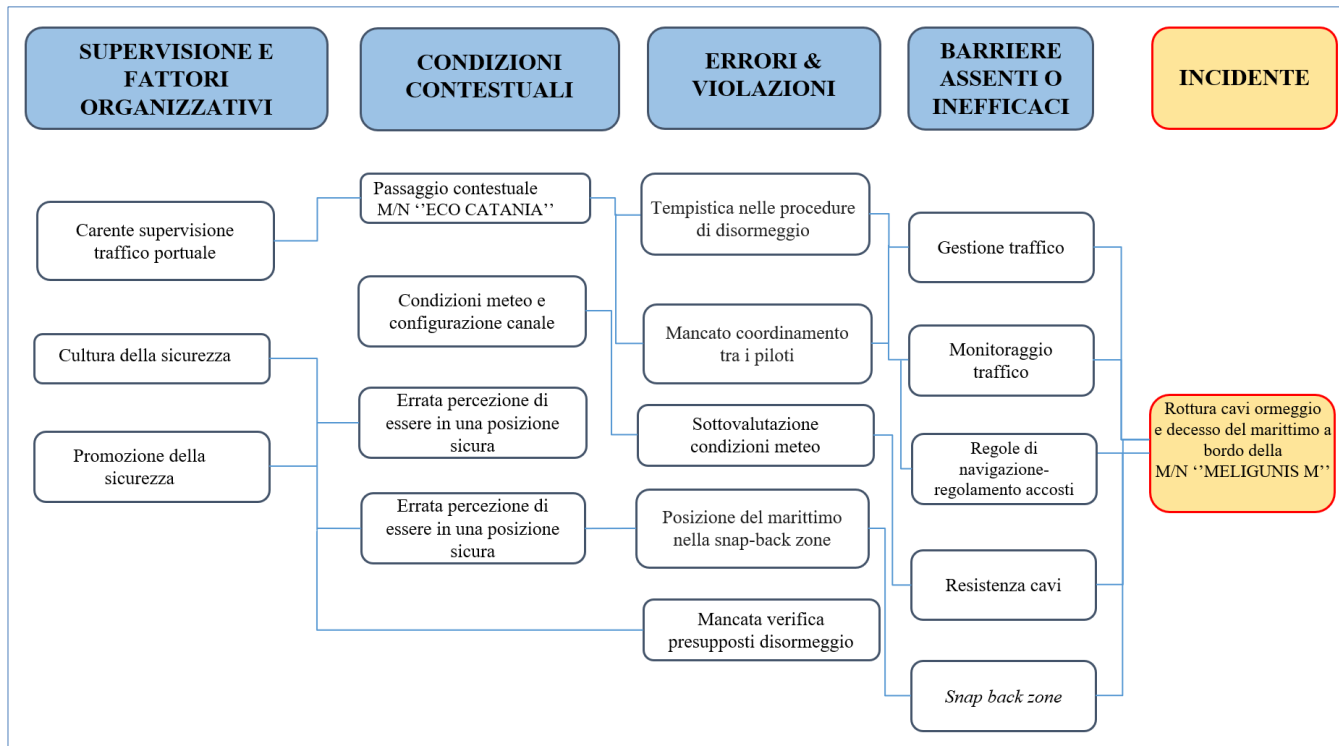 SUPERVISIONE E
FATTORI
ORGANIZZATIVI
CONDIZIONI
CONTESTUALI
ERRORI &
VIOLAZIONI
BARRIERE
ASSENTI O
INEFFICACI
INCIDENTE
Carente supervisione
traffico portuale
Cultura della sicurezza
Promozione della
sicurezza
Passaggio contestuale
M/N ‘’ECO CATANIA’’
Condizioni meteo e
configurazione canale
Errata percezione di
essere in una posizione
sicura
Errata percezione di
essere in una posizione
sicura
Tempistica nelle procedure
di disormeggio
Mancato coordinamento
tra i piloti
Sottovalutazione
condizioni meteo
Posizione del marittimo
nella snap-back zone
Mancata verifica
presupposti disormeggio
Gestione traffico
Monitoraggio
traffico
Regole di
navigazione-
regolamento accosti
Resistenza cavi
Snap back zone
Rottura cavi ormeggio
e decesso del marittimo a
bordo della
M/N ‘’MELIGUNIS M’’